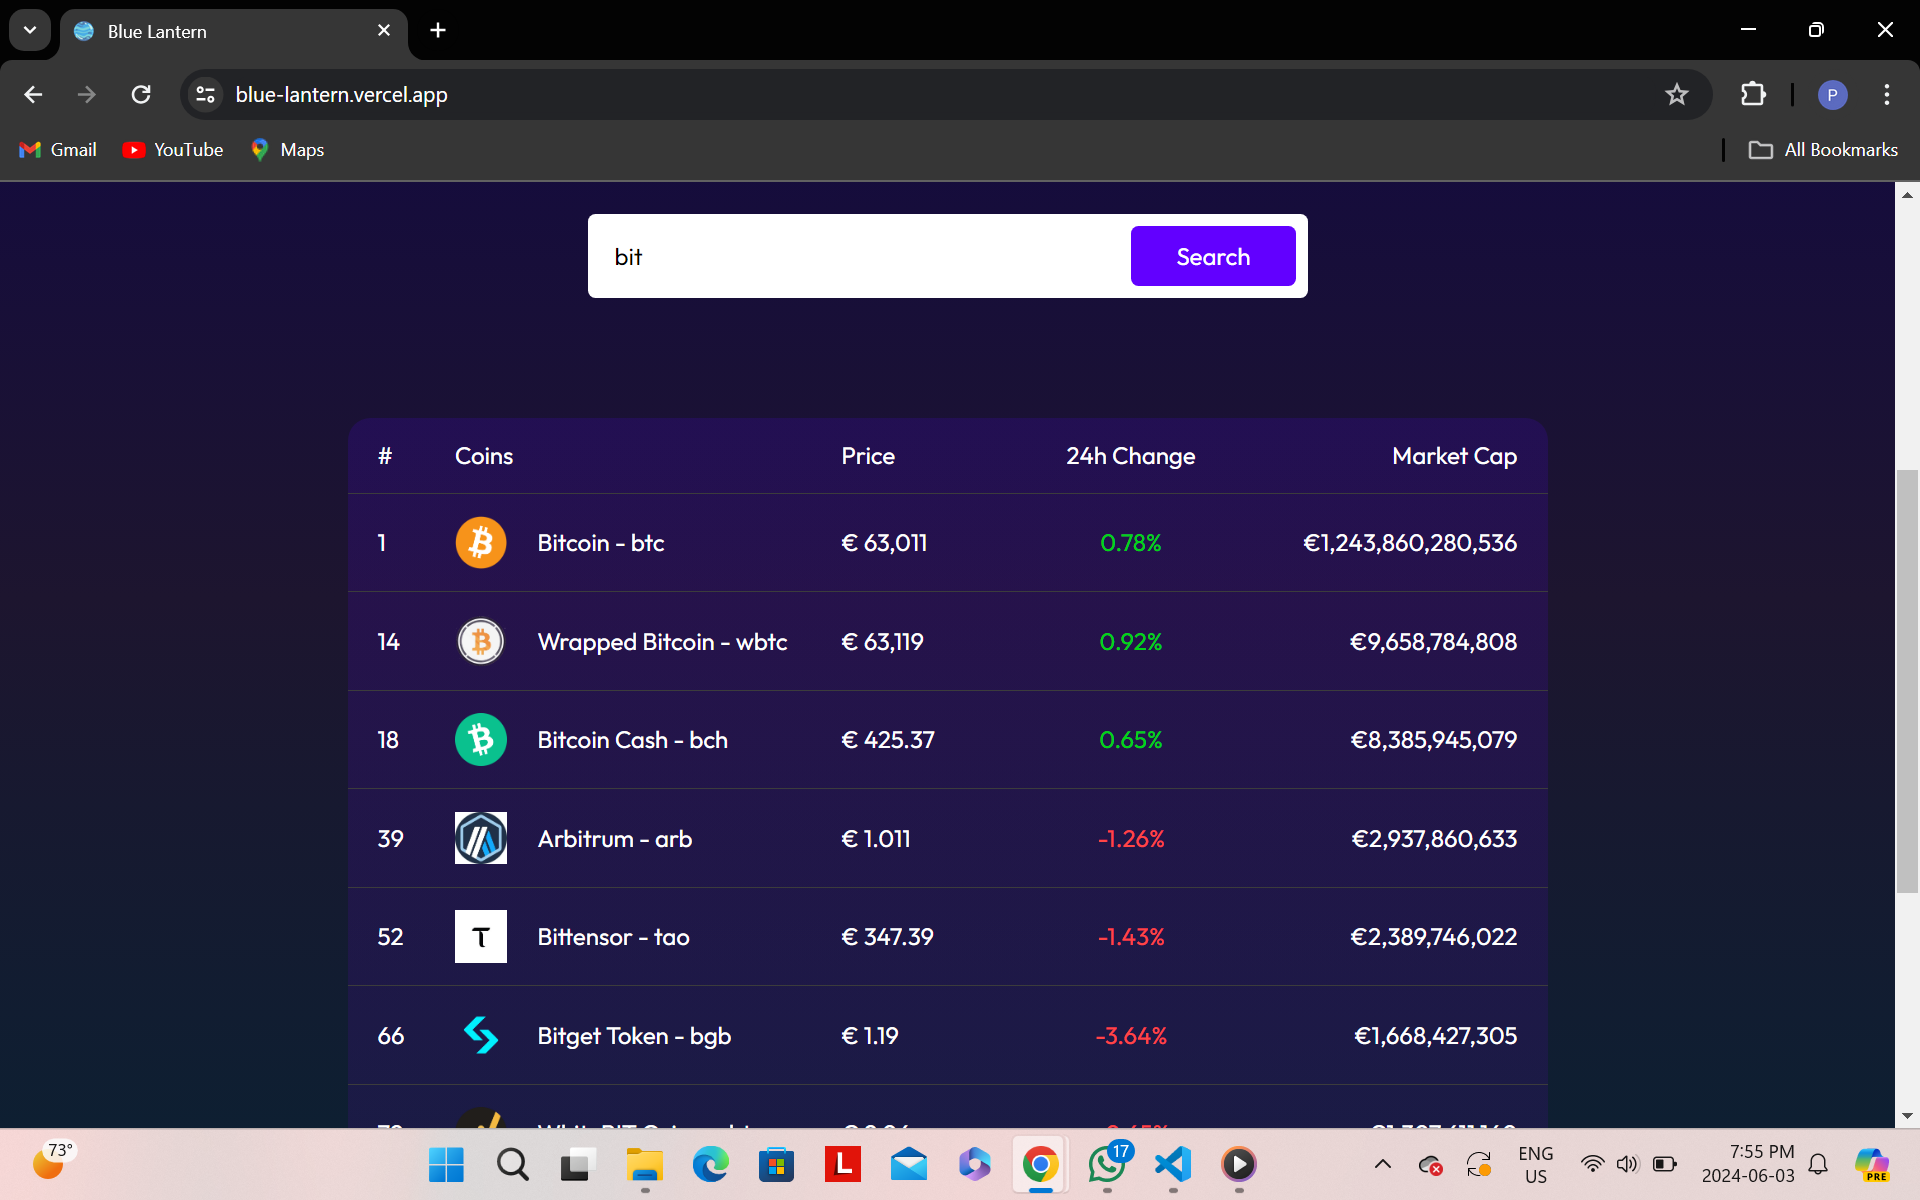 Blue Lantern
blue-lantern.vercel.app
P
Gmail YouTube Maps All Bookmarks
bit Search
# Coins Price 24h Change Market Cap
1 Bitcoin - btc € 63,011 0.78% €1,243,860,280,536
14 Wrapped Bitcoin - wbtc € 63,119 0.92% €9,658,784,808
18 Bitcoin Cash - bch € 425.37 0.65% €8,385,945,079
39 Arbitrum - arb € 1.011 -1.26% €2,937,860,633
52 Bittensor - tao € 347.39 -1.43% €2,389,746,022
66 Bitget Token - bgb € 1.19 -3.64% €1,668,427,305
73° L 17 ENG 7:55 PM
US 2024-06-03 PRE